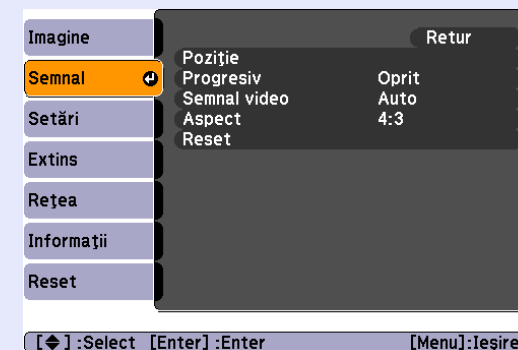 Imagine
Semnal
Setări
Extins
Reţea
Informaţii
Reset
Retur
Poziţie
Progresiv Oprit
Semnal video Auto
Aspect 4:3
Reset
[◆] :Select [Enter] :Enter [Menu]:Ieşire